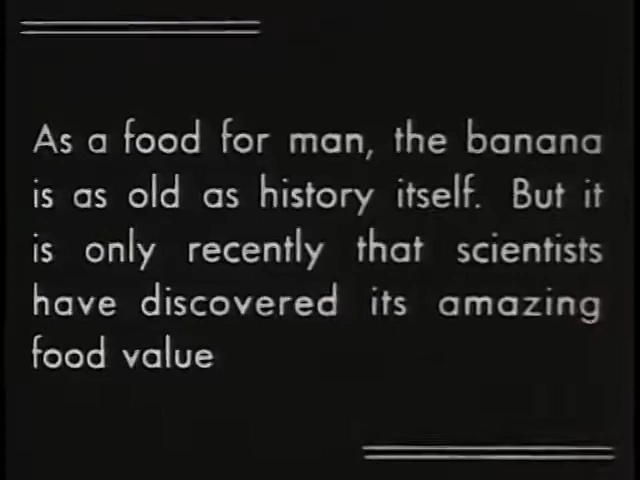 As a food for man, the banana
is as old as history itself. But it
is only recently that scientists
have discovered its amazing
food value